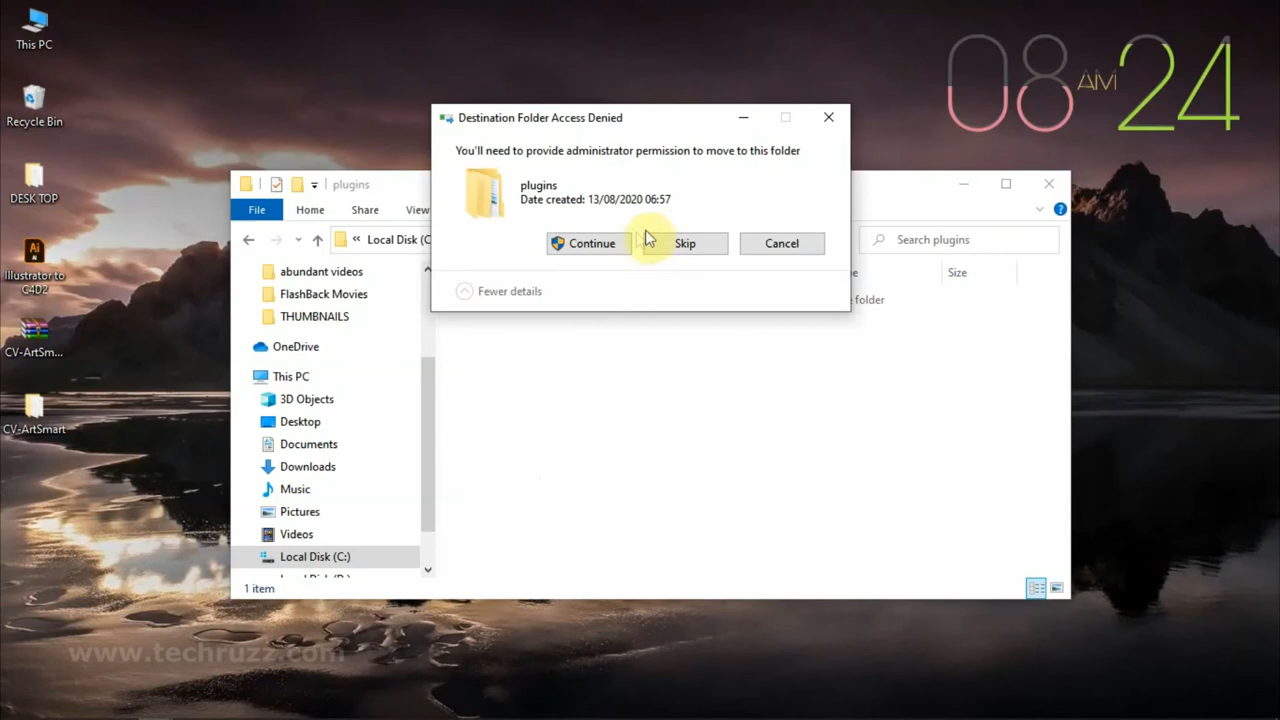 This PC
Recycle Bin
DESK TOP
Ai
Illustrator to
C4D2
CV-ArtSm...
CV-ArtSmart
08 AM 24
Destination Folder Access Denied
You'll need to provide administrator permission to move to this folder
plugins
Date created: 13/08/2020 06:57
Continue
Skip
Cancel
Fewer details
plugins
File
Home
Share
View
« Local Disk (C
Search plugins
Size
folder
abundant videos
FlashBack Movies
THUMBNAILS
OneDrive
This PC
3D Objects
Desktop
Documents
Downloads
Music
Pictures
Videos
Local Disk (C:)
1 item
www.techruzz.com